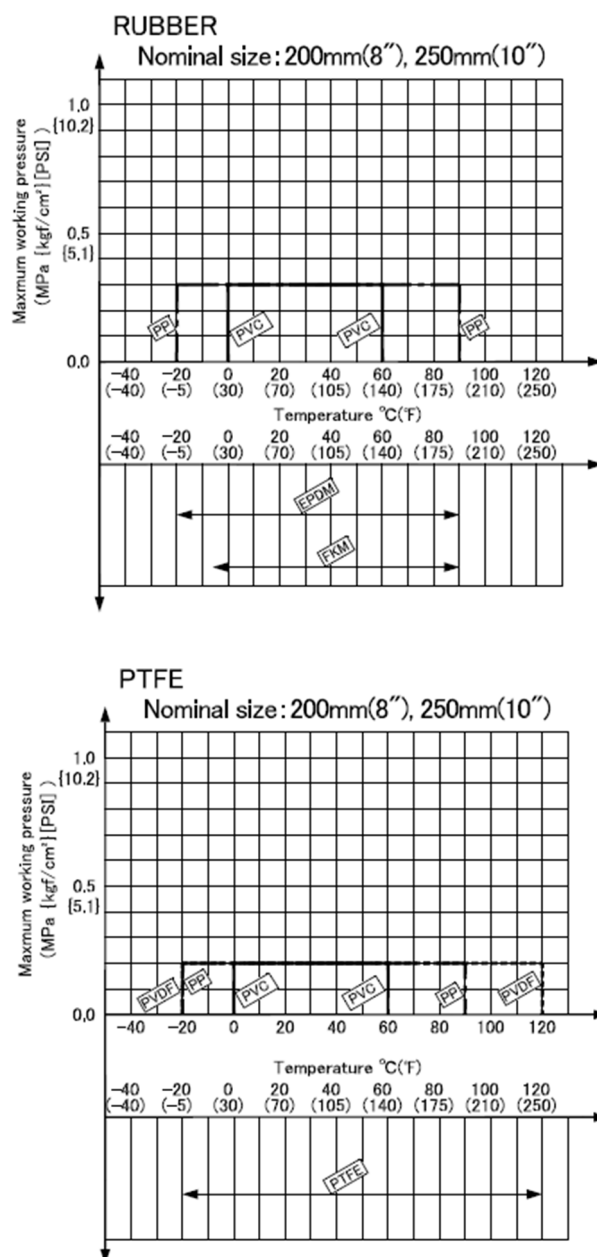 RUBBER
Nominal size: 200mm(8″), 250mm(10″)
Maxmum working pressure
(MPa {kgf/cm²}[PSI] )
1.0
{10.2}
0.5
{5.1}
0.0
PP PVC PVC PP
−40 −20 0 20 40 60 80 100 120
(−40) (−5) (30) (70) (105) (140) (175) (210) (250)
Temperature ℃(℉)
−40 −20 0 20 40 60 80 100 120
(−40) (−5) (30) (70) (105) (140) (175) (210) (250)
EPDM
FKM
PTFE
Nominal size: 200mm(8″), 250mm(10″)
Maxmum working pressure
(MPa {kgf/cm²}[PSI] )
1.0
{10.2}
0.5
{5.1}
0.0
PVDF PP PVC PVC PP PVDF
−40 −20 0 20 40 60 80 100 120
Temperature ℃(℉)
−40 −20 0 20 40 60 80 100 120
(−40) (−5) (30) (70) (105) (140) (175) (210) (250)
PTFE